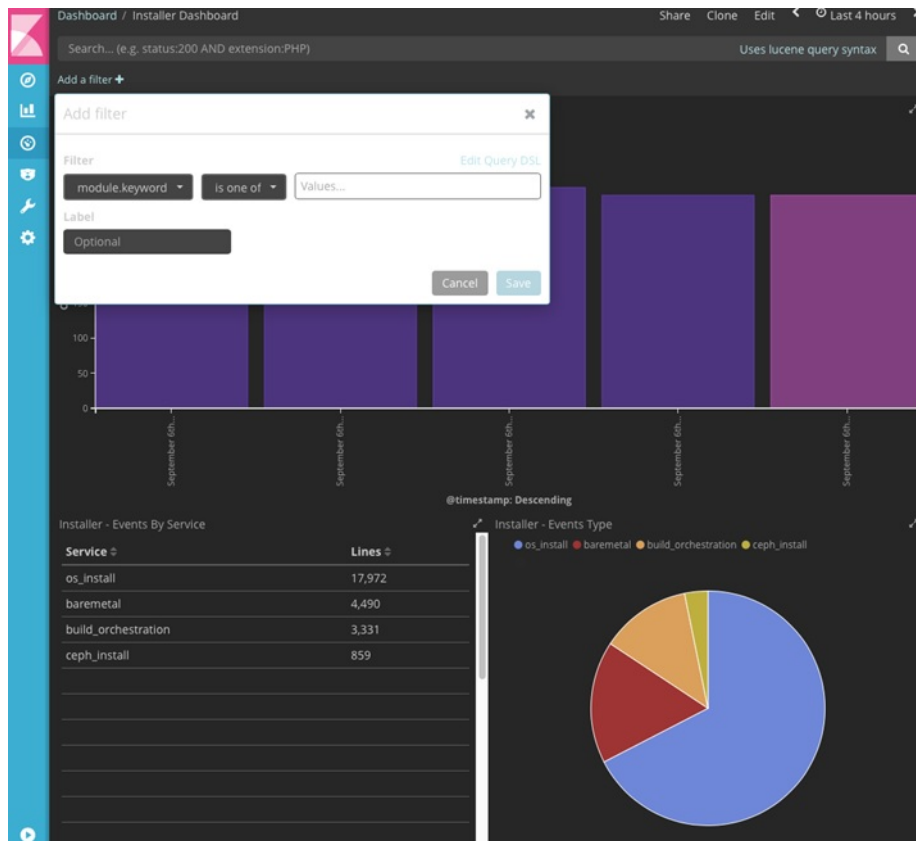 Dashboard / Installer Dashboard Share Clone Edit Last 4 hours
Search... (e.g. status:200 AND extension:PHP) Uses lucene query syntax
Add a filter +
Add filter
Filter Edit Query DSL
module.keyword is one of Values...
Label
Optional
Cancel Save
100
50
0
September 6th... September 6th... September 6th... September 6th... September 6th...
@timestamp: Descending
Installer - Events By Service
Service Lines
os_install 17,972
baremetal 4,490
build_orchestration 3,331
ceph_install 859
Installer - Events Type
os_install baremetal build_orchestration ceph_install